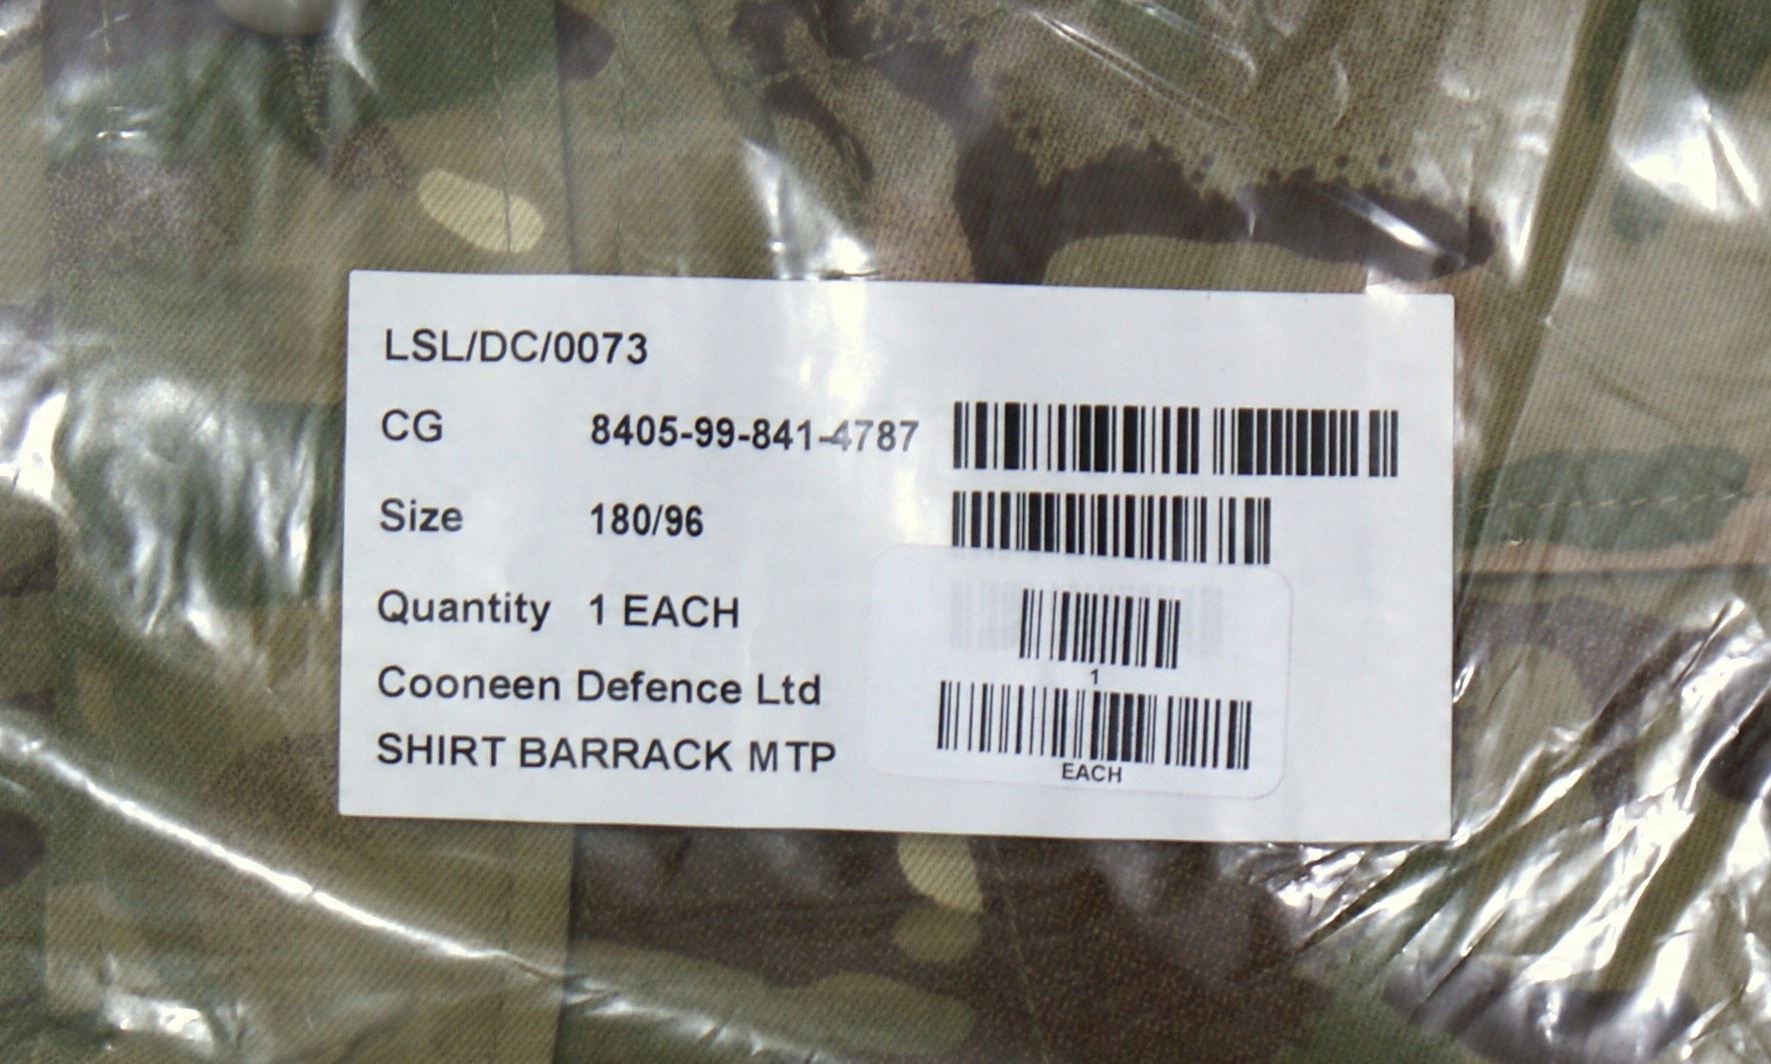 LSL/DC/0073
CG 8405-99-841-4787
Size 180/96
Quantity 1 EACH
1
Cooneen Defence Ltd
SHIRT BARRACK MTP
EACH